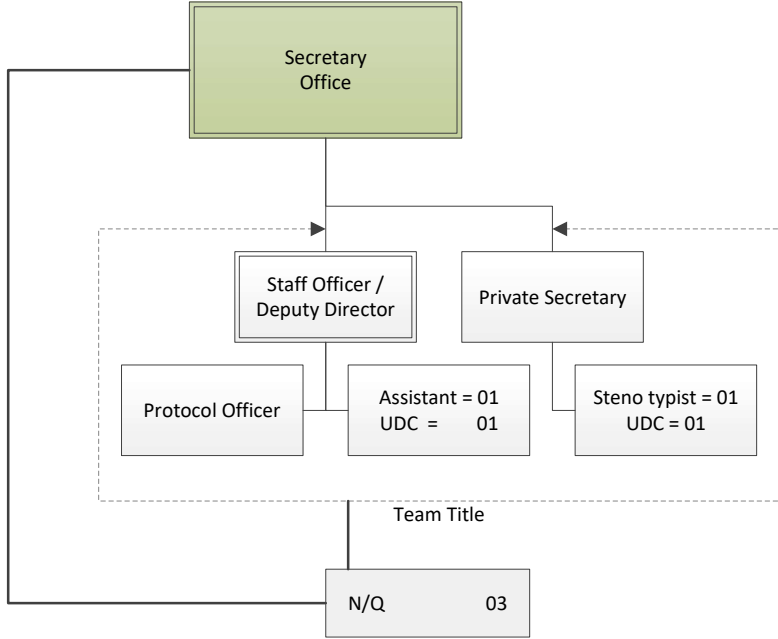 Secretary
Office
Staff Officer /
Deputy Director
Private Secretary
Protocol Officer
Assistant = 01
UDC = 01
Steno typist = 01
UDC = 01
Team Title
N/Q 03